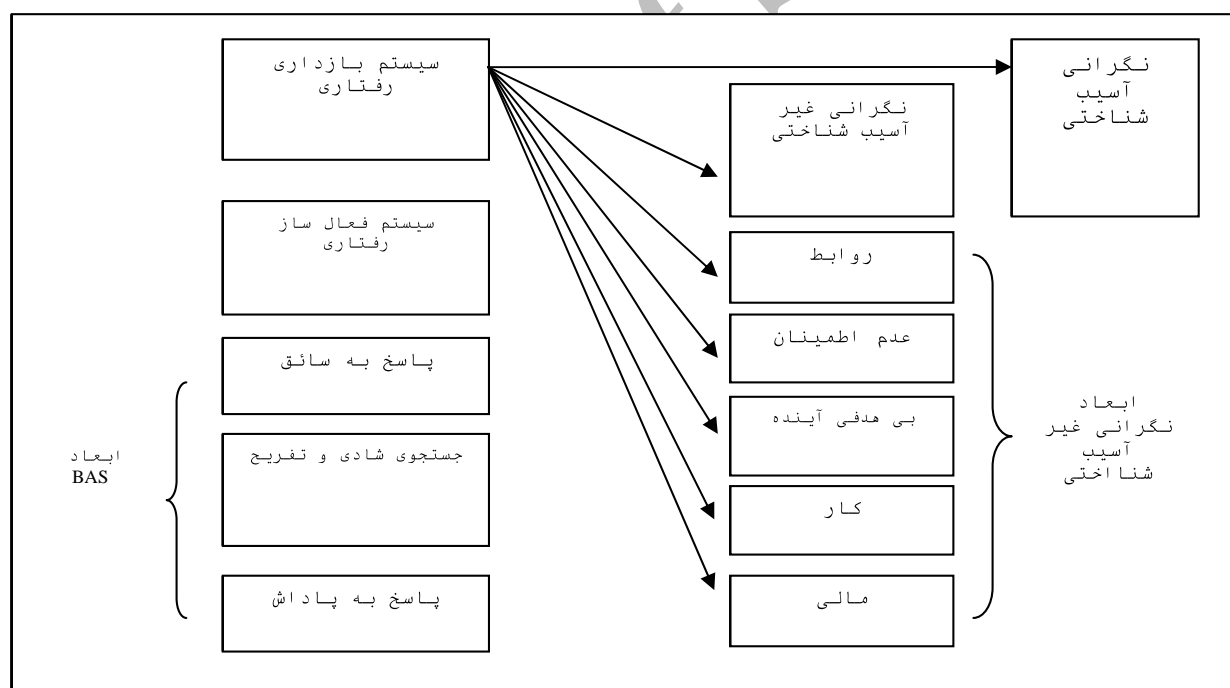 سیستم بازداری
رفتاری
نگرانی
آسیب
شناختی
نگرانی غیر
آسیب شناختی
سیستم فعال ساز
رفتاری
روابط
عدم اطمینان
پاسخ به سائق
بی هدفی آینده
ابعاد
نگرانی غیر
آسیب
شنااختی
جستجوی شادی و تفریح
ابعاد
BAS
کار
پاسخ به پاداش
مالی